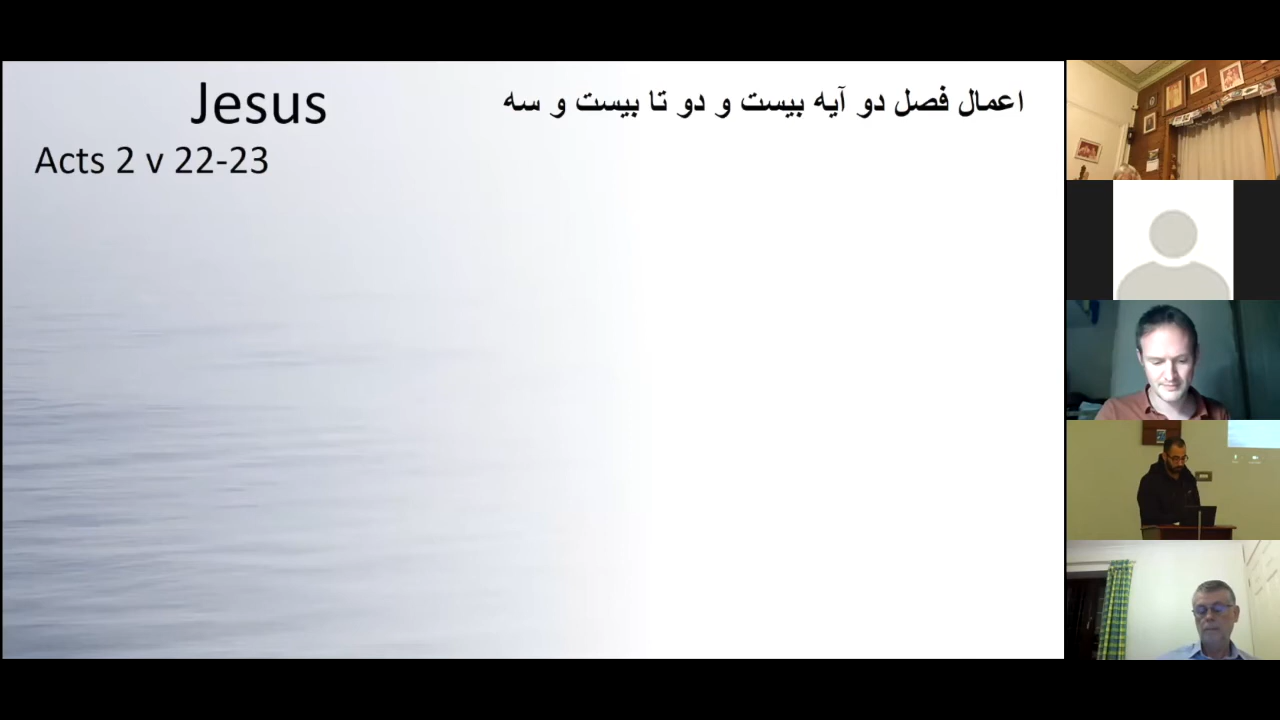 Jesus
اعمال فصل دو آیه بیست و دو تا بیست و سه
Acts 2 v 22-23